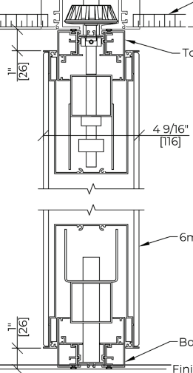 To
1"
[26]
4 9/16"
[116]
6m
1"
[26]
Bo
Fini